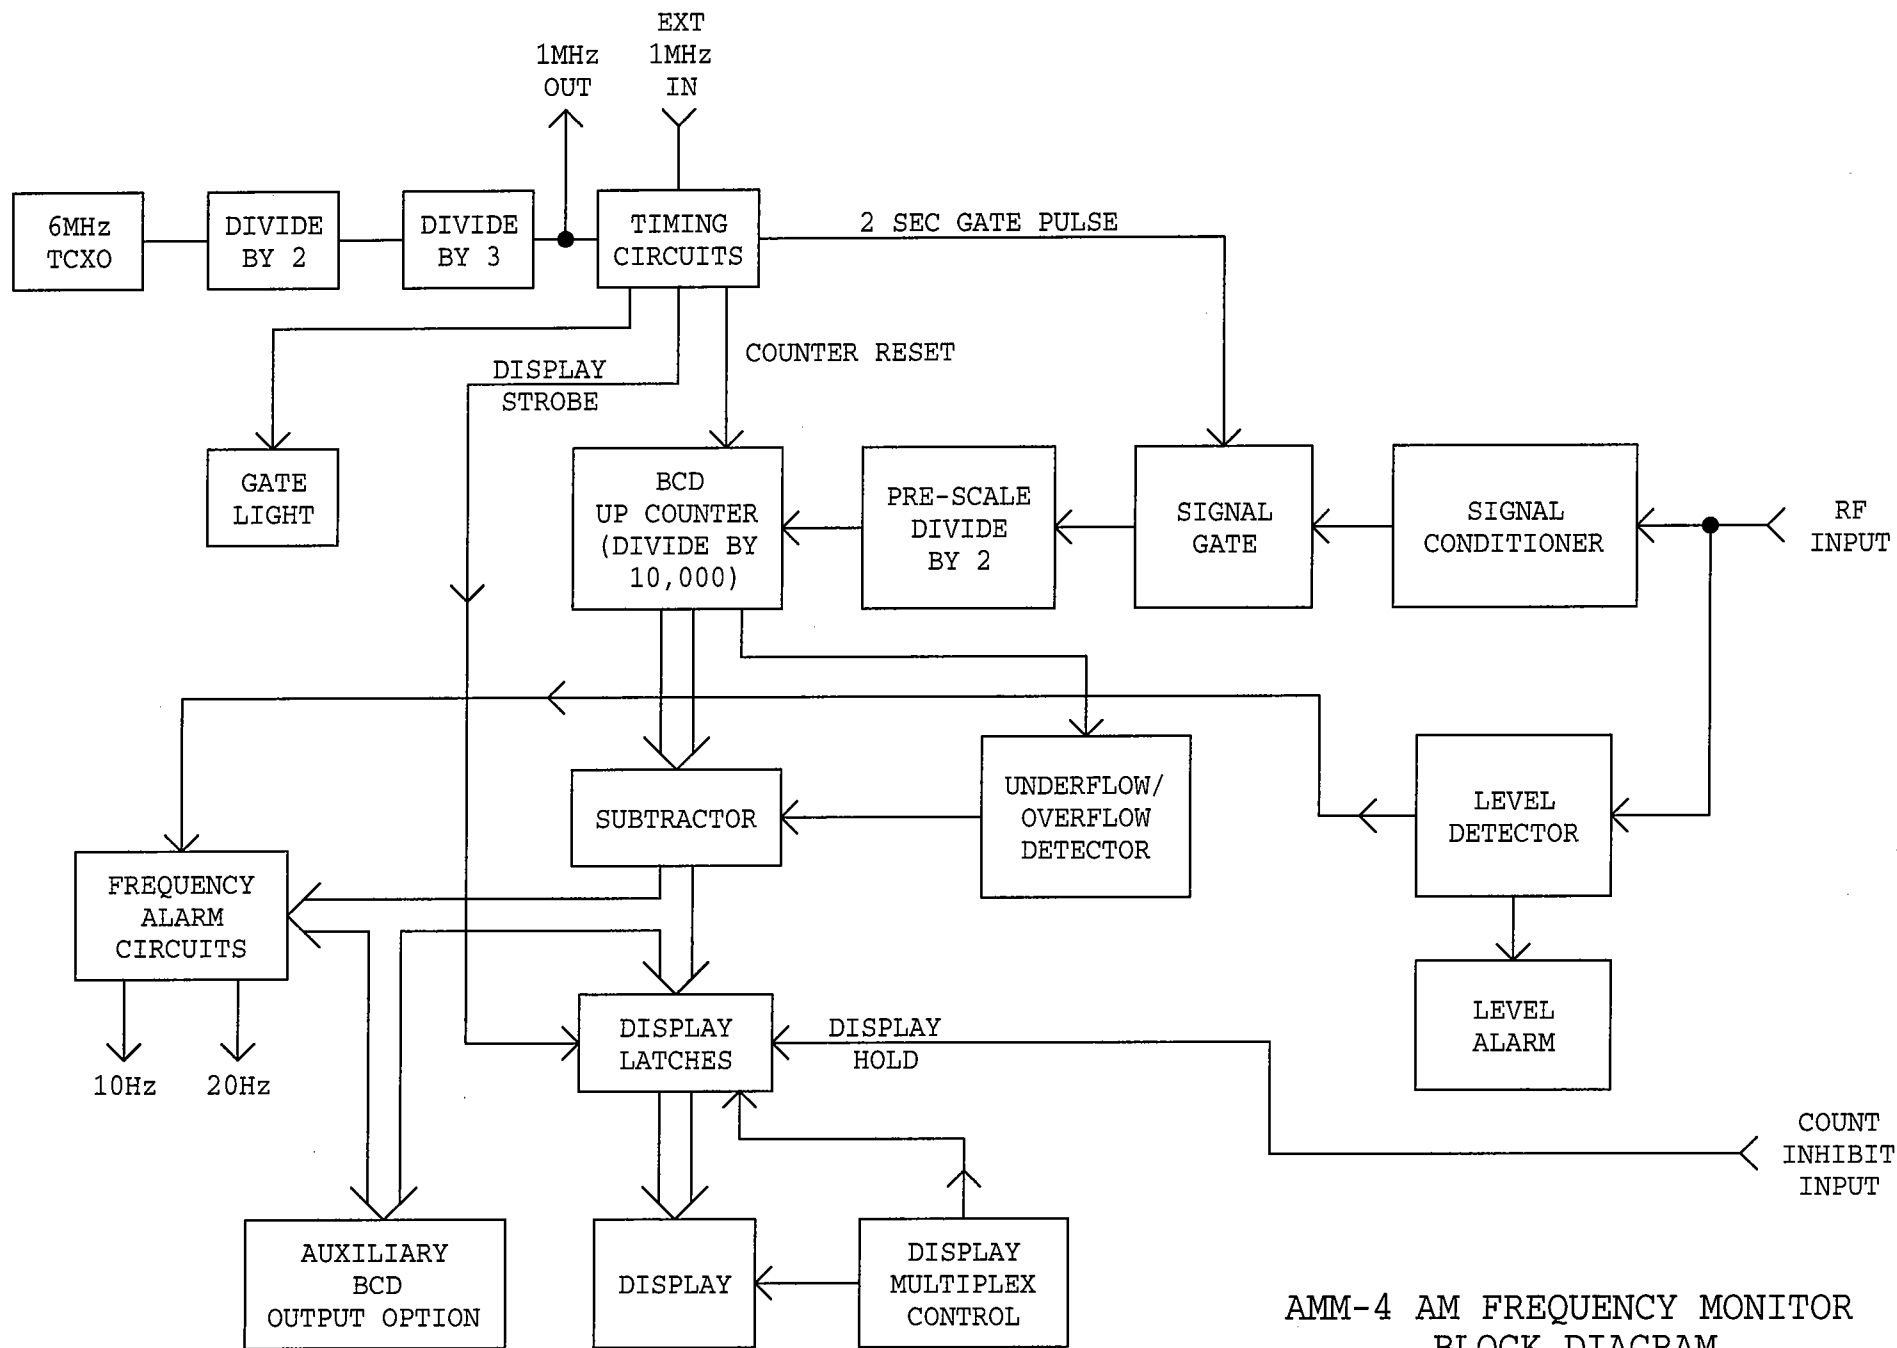 EXT
1MHz
IN
1MHz
OUT
6MHz
TCXO
DIVIDE
BY 2
DIVIDE
BY 3
TIMING
CIRCUITS
2 SEC GATE PULSE
COUNTER RESET
DISPLAY
STROBE
GATE
LIGHT
BCD
UP COUNTER
(DIVIDE BY
10,000)
PRE-SCALE
DIVIDE
BY 2
SIGNAL
GATE
SIGNAL
CONDITIONER
RF
INPUT
SUBTRACTOR
UNDERFLOW/
OVERFLOW
DETECTOR
LEVEL
DETECTOR
FREQUENCY
ALARM
CIRCUITS
10Hz
20Hz
DISPLAY
LATCHES
DISPLAY
HOLD
LEVEL
ALARM
COUNT
INHIBIT
INPUT
AUXILIARY
BCD
OUTPUT OPTION
DISPLAY
DISPLAY
MULTIPLEX
CONTROL
AMM-4 AM FREQUENCY MONITOR
BLOCK DIAGRAM